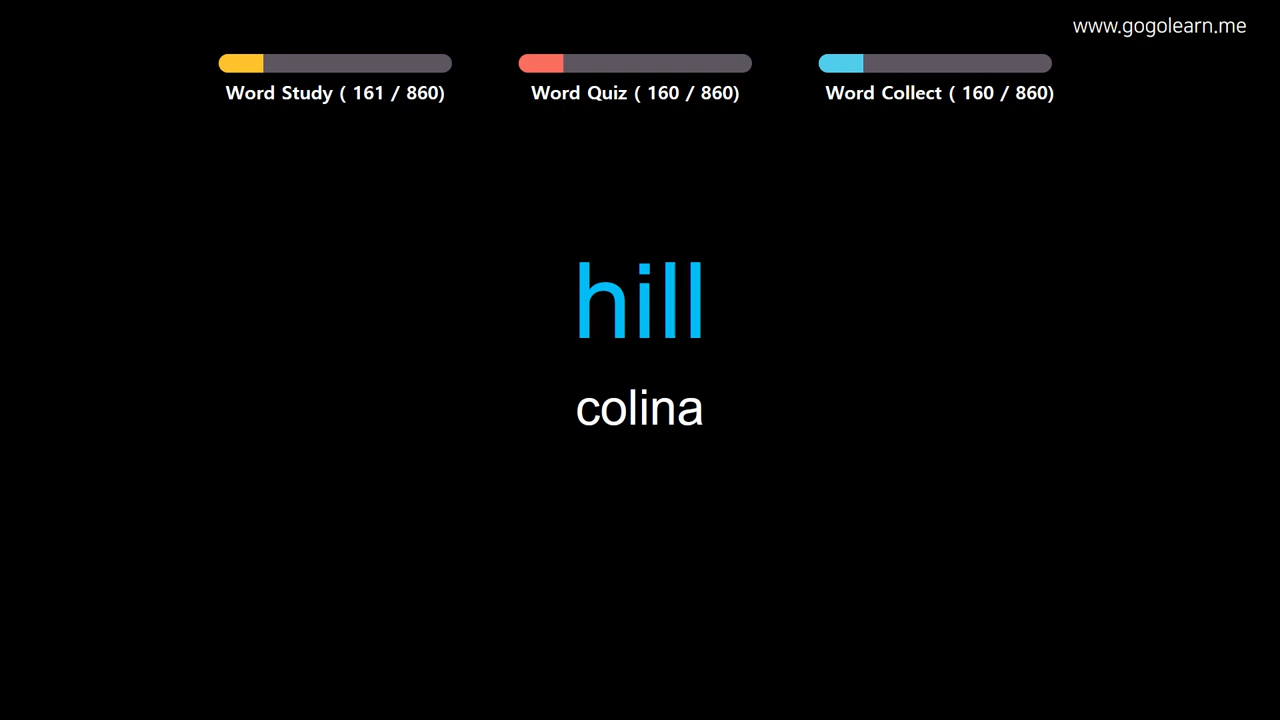 www.gogolearn.me
Word Study ( 161 / 860)
Word Quiz ( 160 / 860)
Word Collect ( 160 / 860)
hill
colina